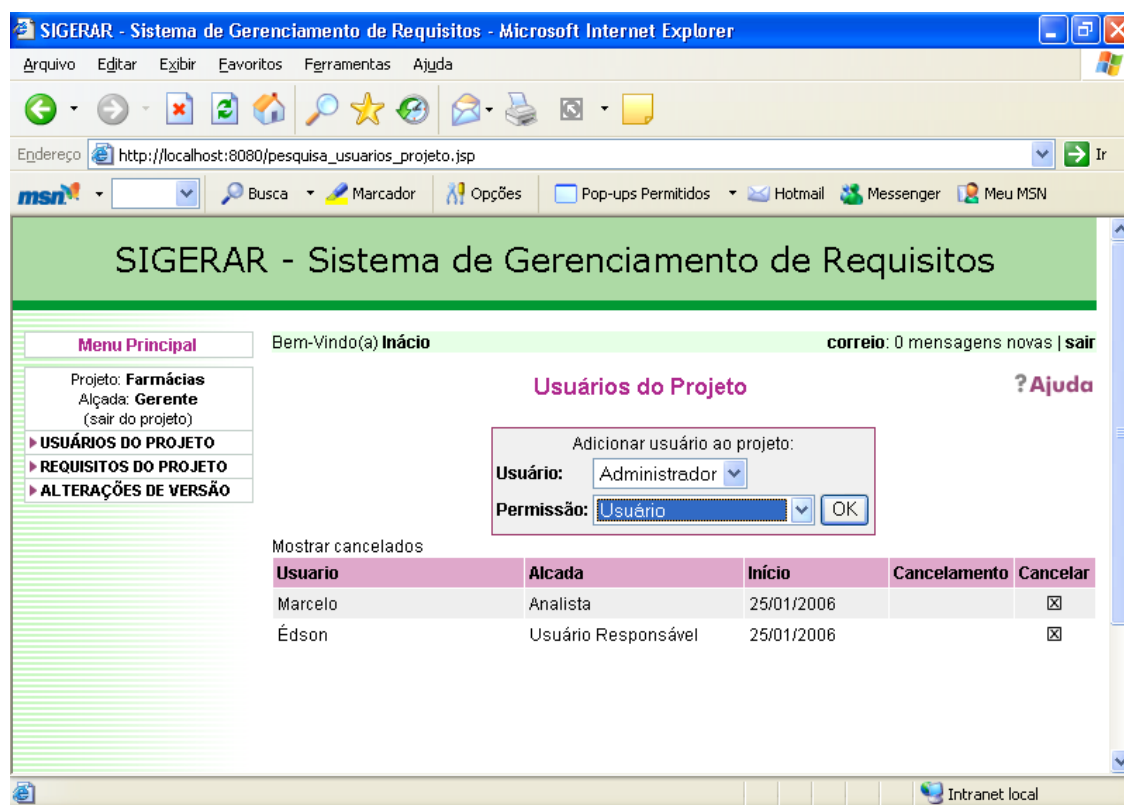 SIGERAR - Sistema de Gerenciamento de Requisitos - Microsoft Internet Explorer
Arquivo Editar Exibir Favoritos Ferramentas Ajuda
Endereço http://localhost:8080/pesquisa_usuarios_projeto.jsp Ir
msn Busca Marcador Opções Pop-ups Permitidos Hotmail Messenger Meu MSN
SIGERAR - Sistema de Gerenciamento de Requisitos
Menu Principal
Projeto: Farmácias
Alçada: Gerente
(sair do projeto)
USUÁRIOS DO PROJETO
REQUISITOS DO PROJETO
ALTERAÇÕES DE VERSÃO
Bem-Vindo(a) Inácio correio: 0 mensagens novas | sair
Usuários do Projeto ? Ajuda
Adicionar usuário ao projeto:
Usuário: Administrador
Permissão: Usuário OK
Mostrar cancelados
Usuario Alcada Início Cancelamento Cancelar
Marcelo Analista 25/01/2006
Édson Usuário Responsável 25/01/2006
Intranet local